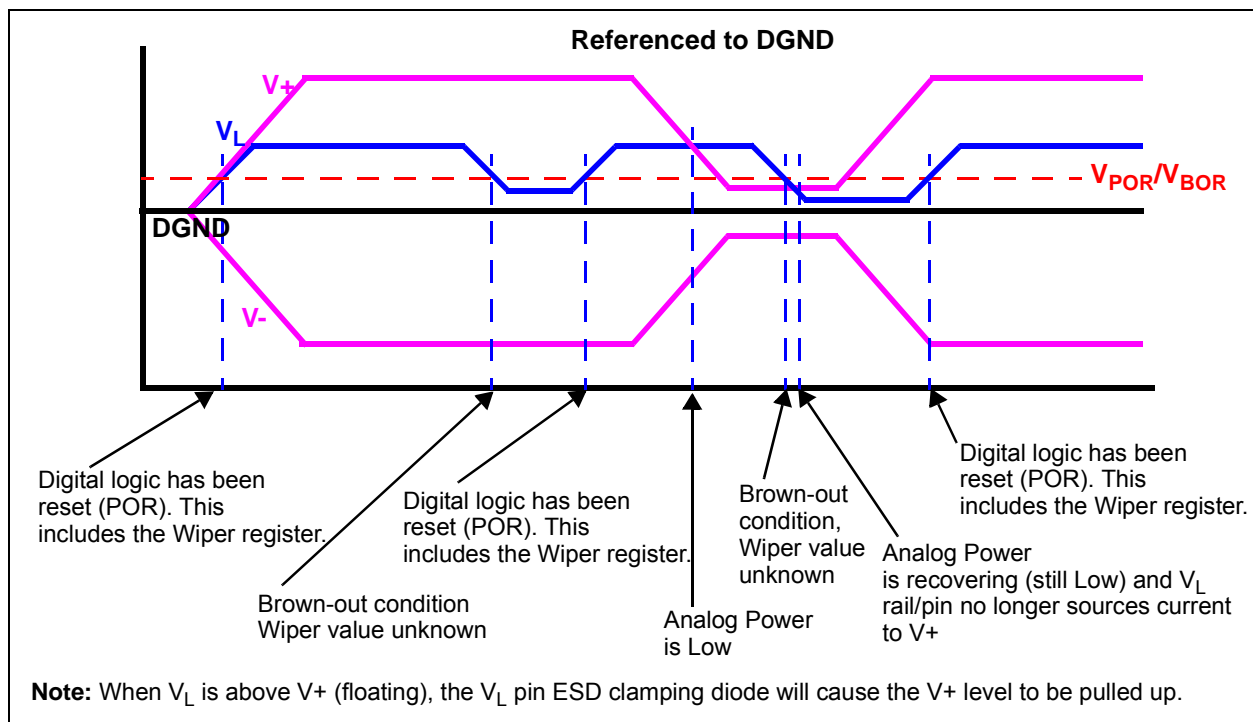 Referenced to DGND
V+
VL
VPOR/VBOR
DGND
V-
Digital logic has been
reset (POR). This
includes the Wiper register.
Brown-out condition
Wiper value unknown
Digital logic has been
reset (POR). This
includes the Wiper register.
Analog Power
is Low
Brown-out
condition,
Wiper value
unknown
Analog Power
is recovering (still Low) and VL
rail/pin no longer sources current
to V+
Digital logic has been
reset (POR). This
includes the Wiper register.
Note: When VL is above V+ (floating), the VL pin ESD clamping diode will cause the V+ level to be pulled up.